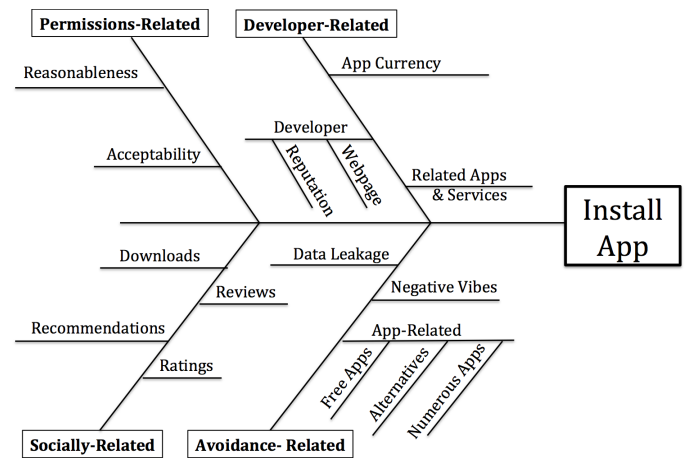 Permissions-Related
Developer-Related
Reasonableness
App Currency
Developer
Acceptability
Reputation
Webpage
Related Apps
& Services
Install
App
Downloads
Data Leakage
Reviews
Negative Vibes
Recommendations
App-Related
Ratings
Free Apps
Alternatives
Numerous Apps
Socially-Related
Avoidance- Related